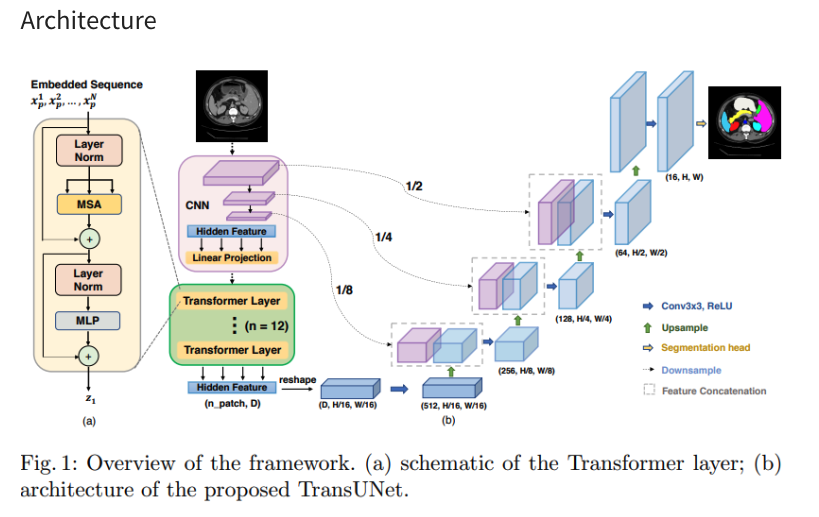 Architecture
Embedded Sequence
x_p^1, x_p^2, ..., x_p^N
Layer
Norm
MSA
+
Layer
Norm
MLP
+
z_1
(a)
CNN
Hidden Feature
Linear Projection
Transformer Layer
(n = 12)
Transformer Layer
Hidden Feature
(n_patch, D)
reshape
(D, H/16, W/16)
(512, H/16, W/16)
(b)
1/2
1/4
1/8
(256, H/8, W/8)
(128, H/4, W/4)
(64, H/2, W/2)
(16, H, W)
Conv3x3, ReLU
Upsample
Segmentation head
Downsample
Feature Concatenation
Fig. 1: Overview of the framework. (a) schematic of the Transformer layer; (b)
architecture of the proposed TransUNet.